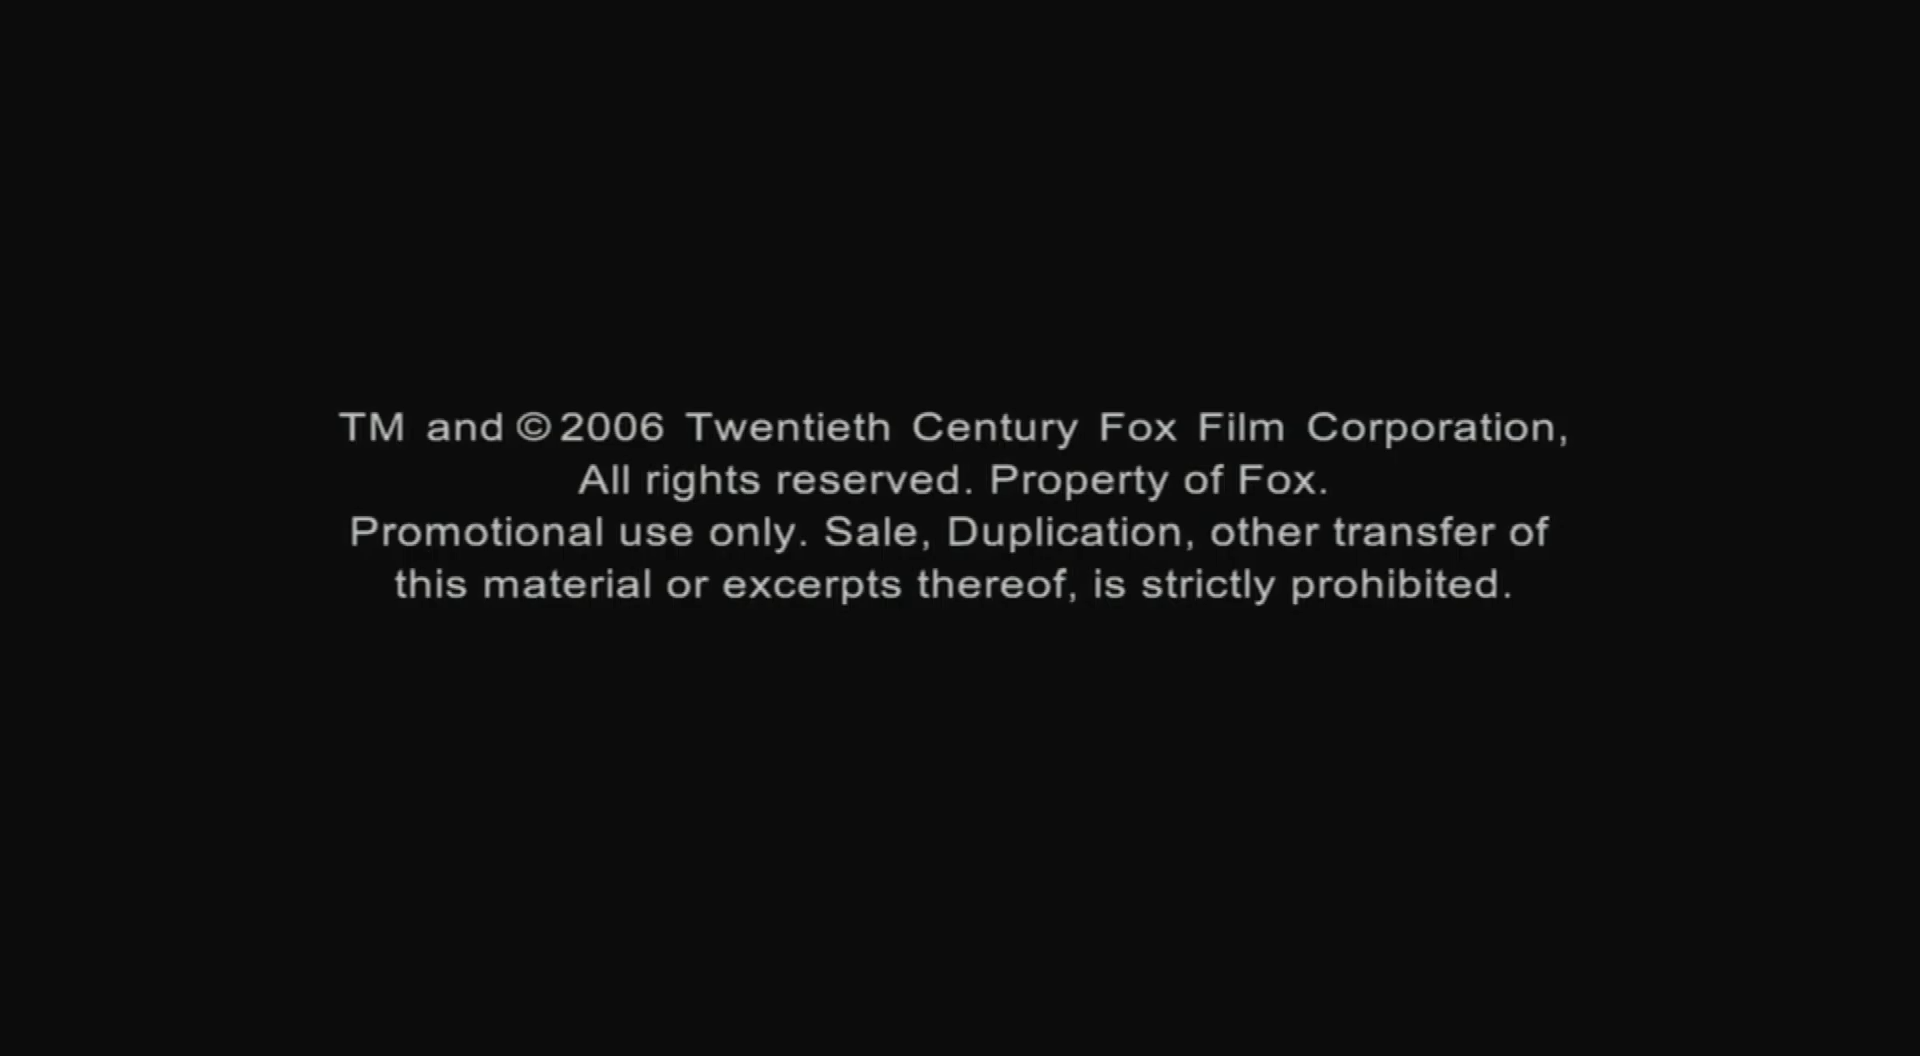 TM and © 2006 Twentieth Century Fox Film Corporation,
All rights reserved. Property of Fox.
Promotional use only. Sale, Duplication, other transfer of
this material or excerpts thereof, is strictly prohibited.